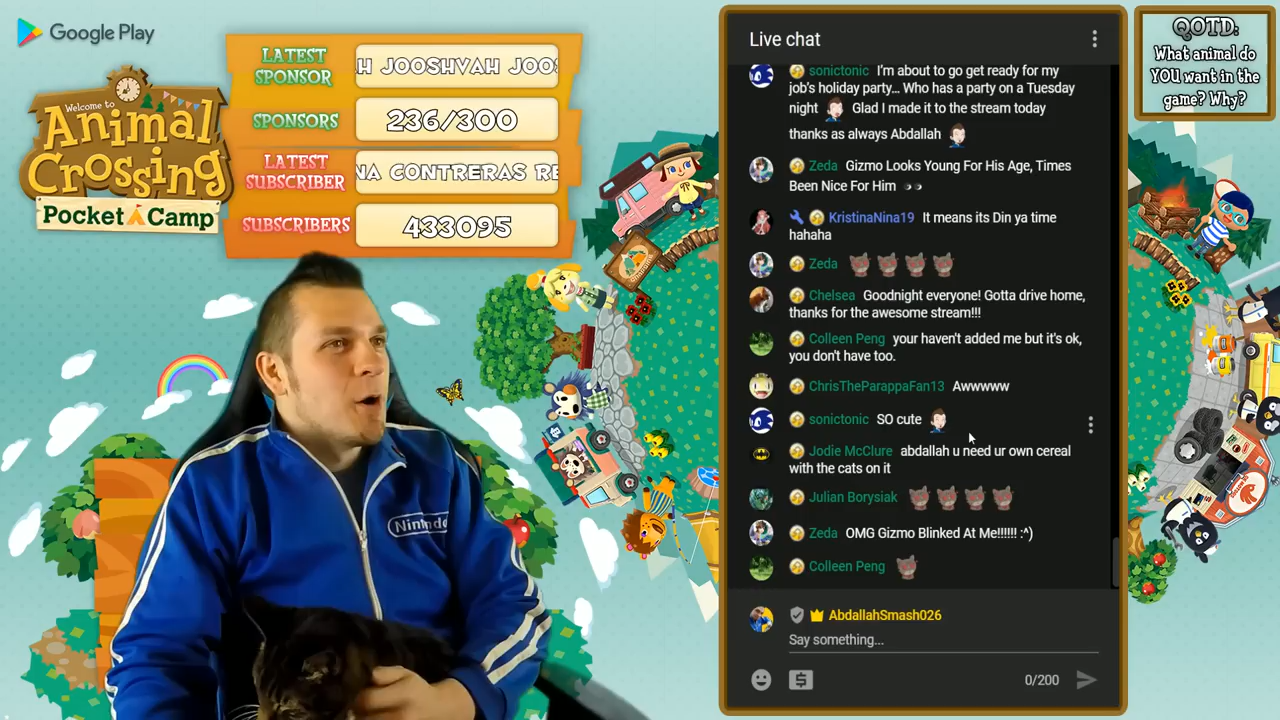 Google Play
Welcome to
Animal
Crossing
Pocket Camp
LATEST
SPONSOR
H JOOSHVAH JOOS
SPONSORS
236/300
LATEST
SUBSCRIBER
NA CONTRERAS RE
SUBSCRIBERS
433095
Nintendo
Live chat
sonictonic I'm about to go get ready for my
job's holiday party... Who has a party on a Tuesday
night Glad I made it to the stream today
thanks as always Abdallah
Zeda Gizmo Looks Young For His Age, Times
Been Nice For Him
KristinaNina19 It means its Din ya time
hahaha
Zeda
Chelsea Goodnight everyone! Gotta drive home,
thanks for the awesome stream!!!
Colleen Peng your haven't added me but it's ok,
you don't have too.
ChrisTheParappaFan13 Awwwww
sonictonic SO cute
Jodie McClure abdallah u need ur own cereal
with the cats on it
Julian Borysiak
Zeda OMG Gizmo Blinked At Me!!!!!! :^)
Colleen Peng
AbdallahSmash026
Say something...
0/200
QOTD:
What animal do
YOU want in the
game? Why?